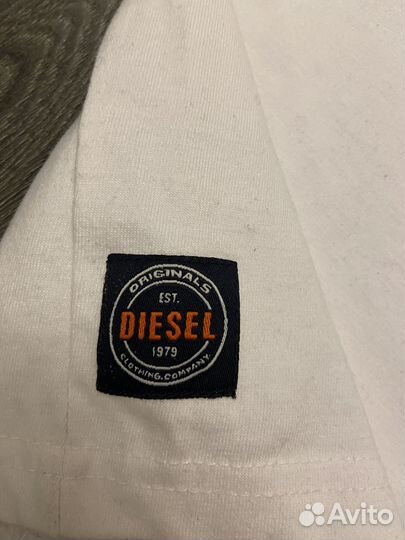 ORIGINALS
EST.
DIESEL
1979
CLOTHING.COMPANY.
Avito